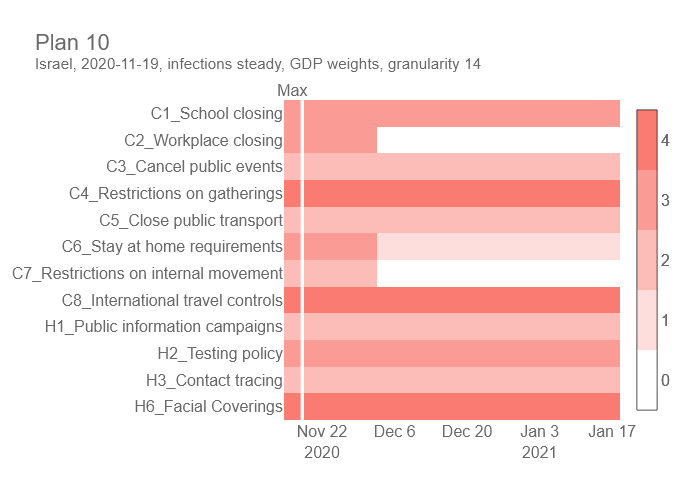 Plan 10
Israel, 2020-11-19, infections steady, GDP weights, granularity 14
Max
C1_School closing
C2_Workplace closing
C3_Cancel public events
C4_Restrictions on gatherings
C5_Close public transport
C6_Stay at home requirements
C7_Restrictions on internal movement
C8_International travel controls
H1_Public information campaigns
H2_Testing policy
H3_Contact tracing
H6_Facial Coverings
4
3
2
1
0
Nov 22 Dec 6 Dec 20 Jan 3 Jan 17
2020 2021